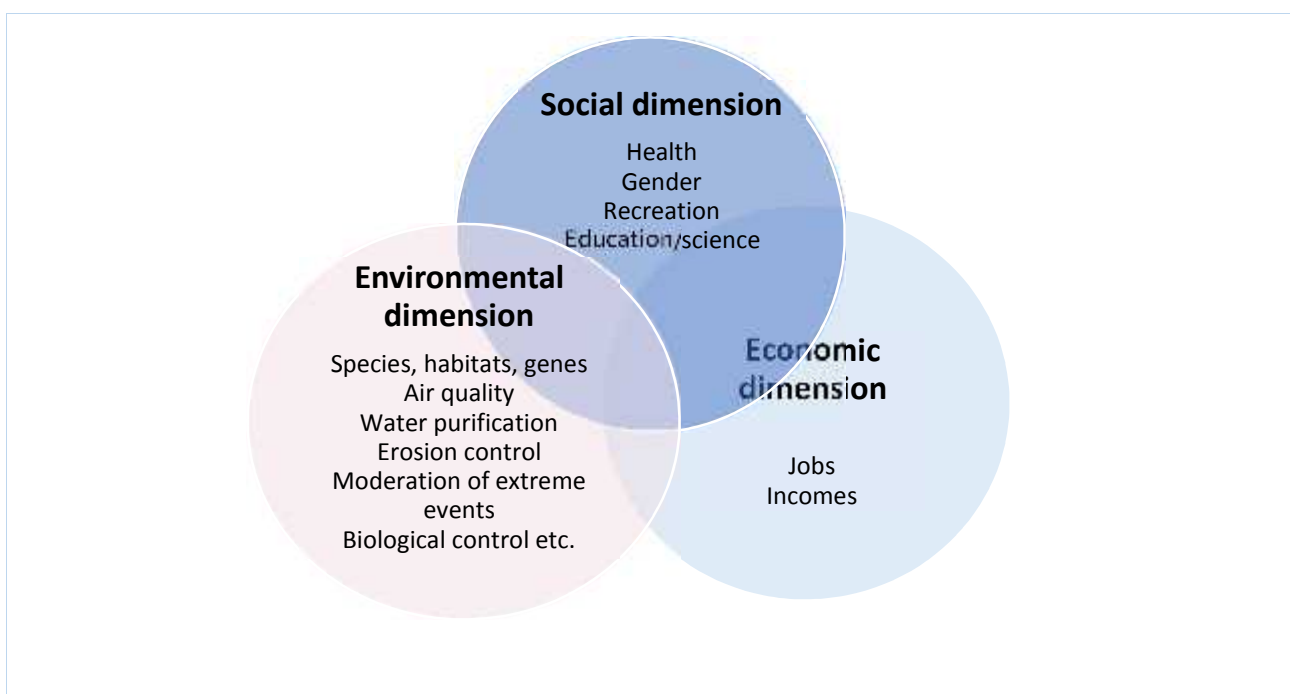 Social dimension
Health
Gender
Recreation
Education/science
Environmental
dimension
Species, habitats, genes
Air quality
Water purification
Erosion control
Moderation of extreme
events
Biological control etc.
Economic
dimension
Jobs
Incomes